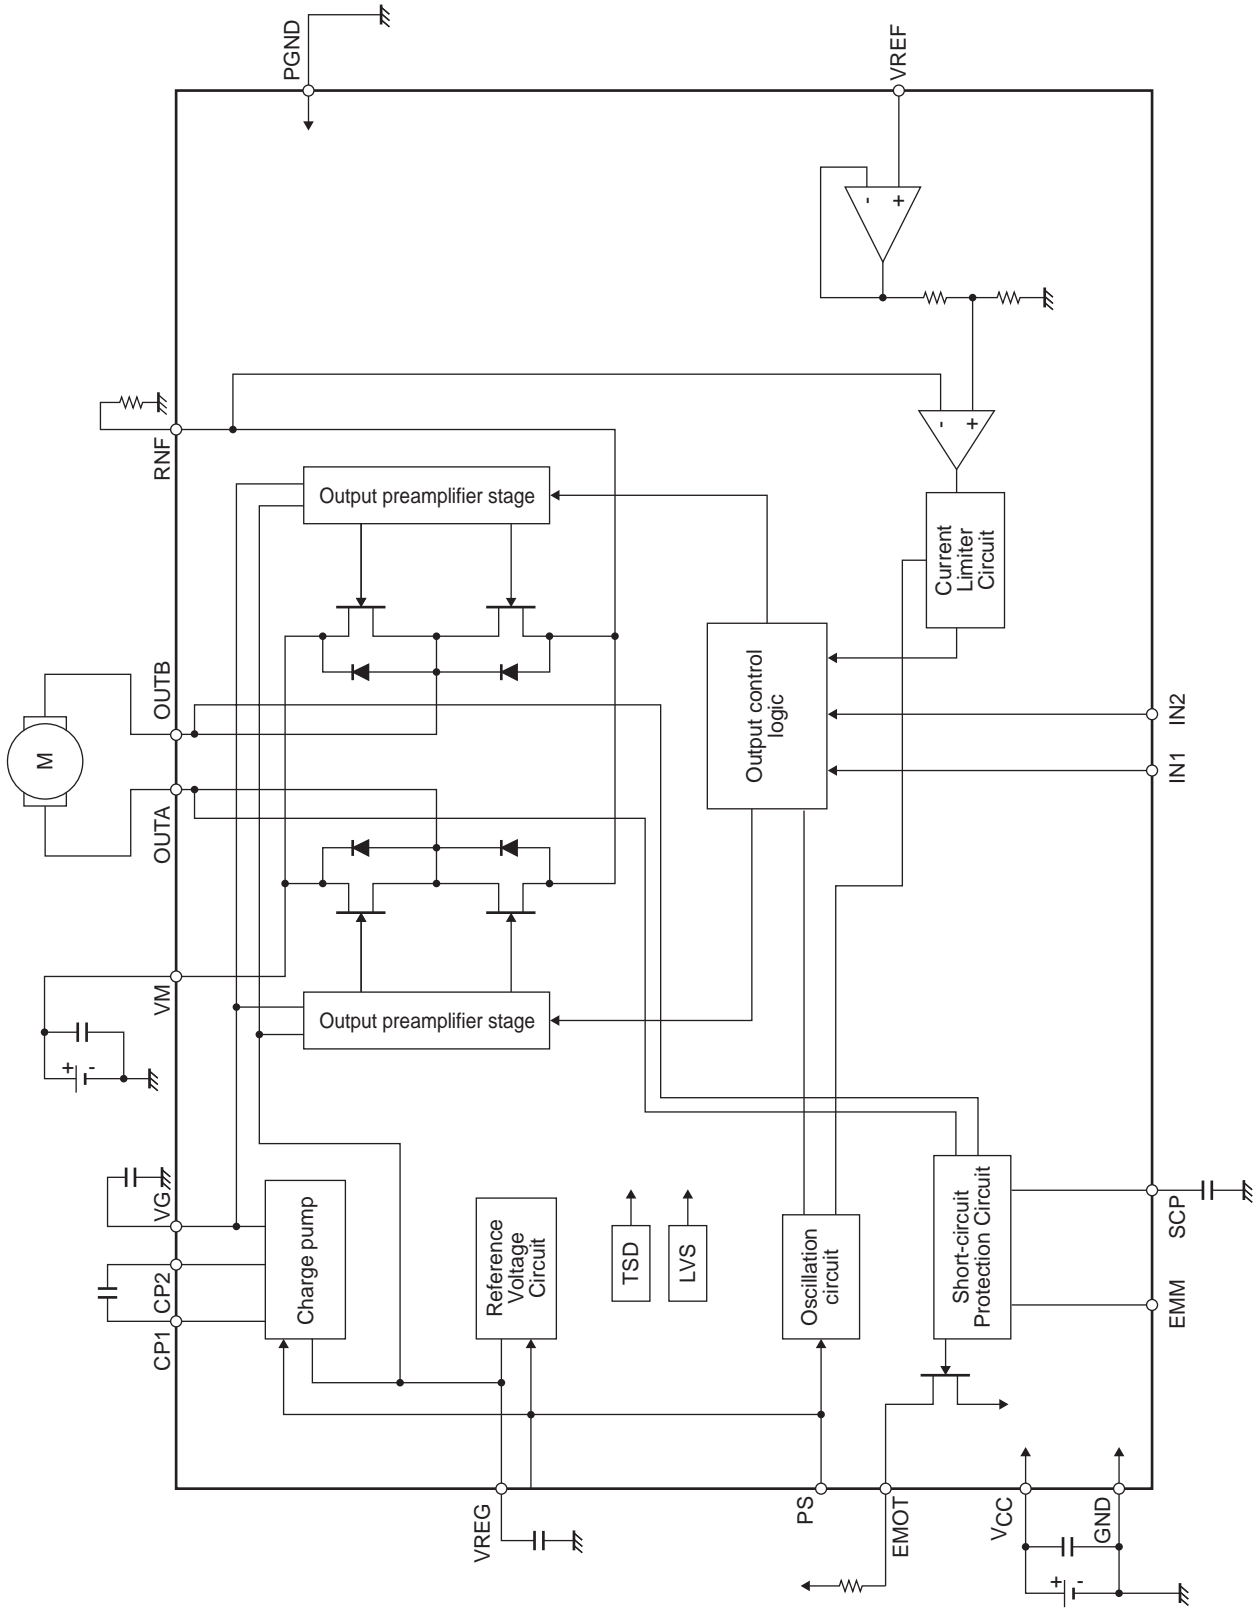 PGND
VREF
-
+
RNF
-
+
Output preamplifier stage
Current
Limiter
Circuit
OUTB
M
OUTA
Output control
logic
IN2
IN1
VM
+
-
Output preamplifier stage
VG
CP2
CP1
Charge pump
Reference
Voltage
Circuit
TSD
LVS
Oscillation
circuit
Short-circuit
Protection Circuit
SCP
EMM
VREG
PS
EMOT
VCC
GND
+
-